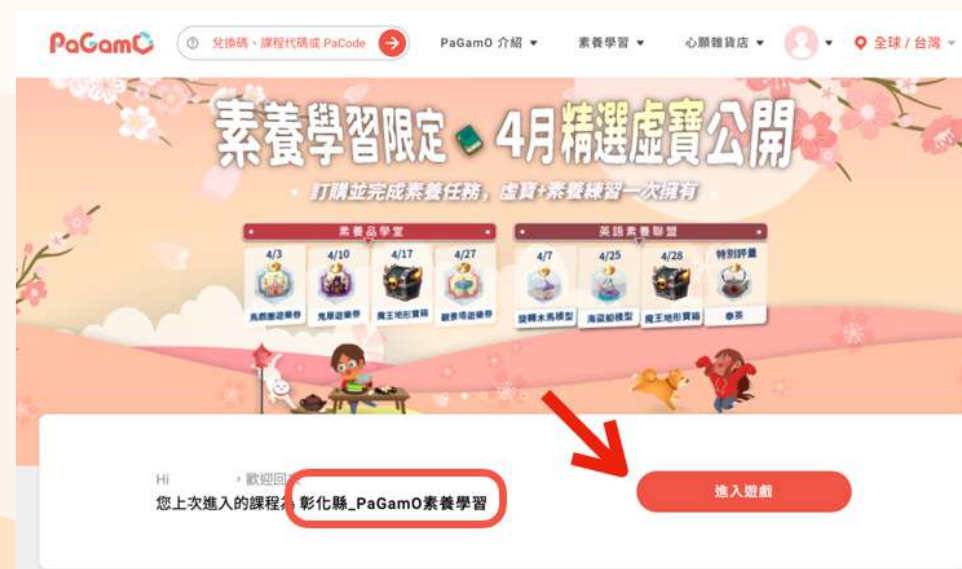 PaGamO
兌換碼、課程代碼或 PaCode
PaGamO 介紹
素養學習
心願雜貨店
全球 / 台灣
素養學習限定 4月精選虛寶公開
訂購並完成素養任務，虛寶+素養練習一次擁有
素養品學堂
英語素養聯盟
4/3 4/10 4/17 4/27
4/7 4/25 4/28 特別評量
馬戲團遊樂券 鬼屋遊樂券 魔王地形寶箱 觀景塔遊樂券
旋轉木馬模型 海盜船模型 魔王地形寶箱 春茶
Hi ，歡迎回來
您上次進入的課程為 彰化縣_PaGamO素養學習
進入遊戲